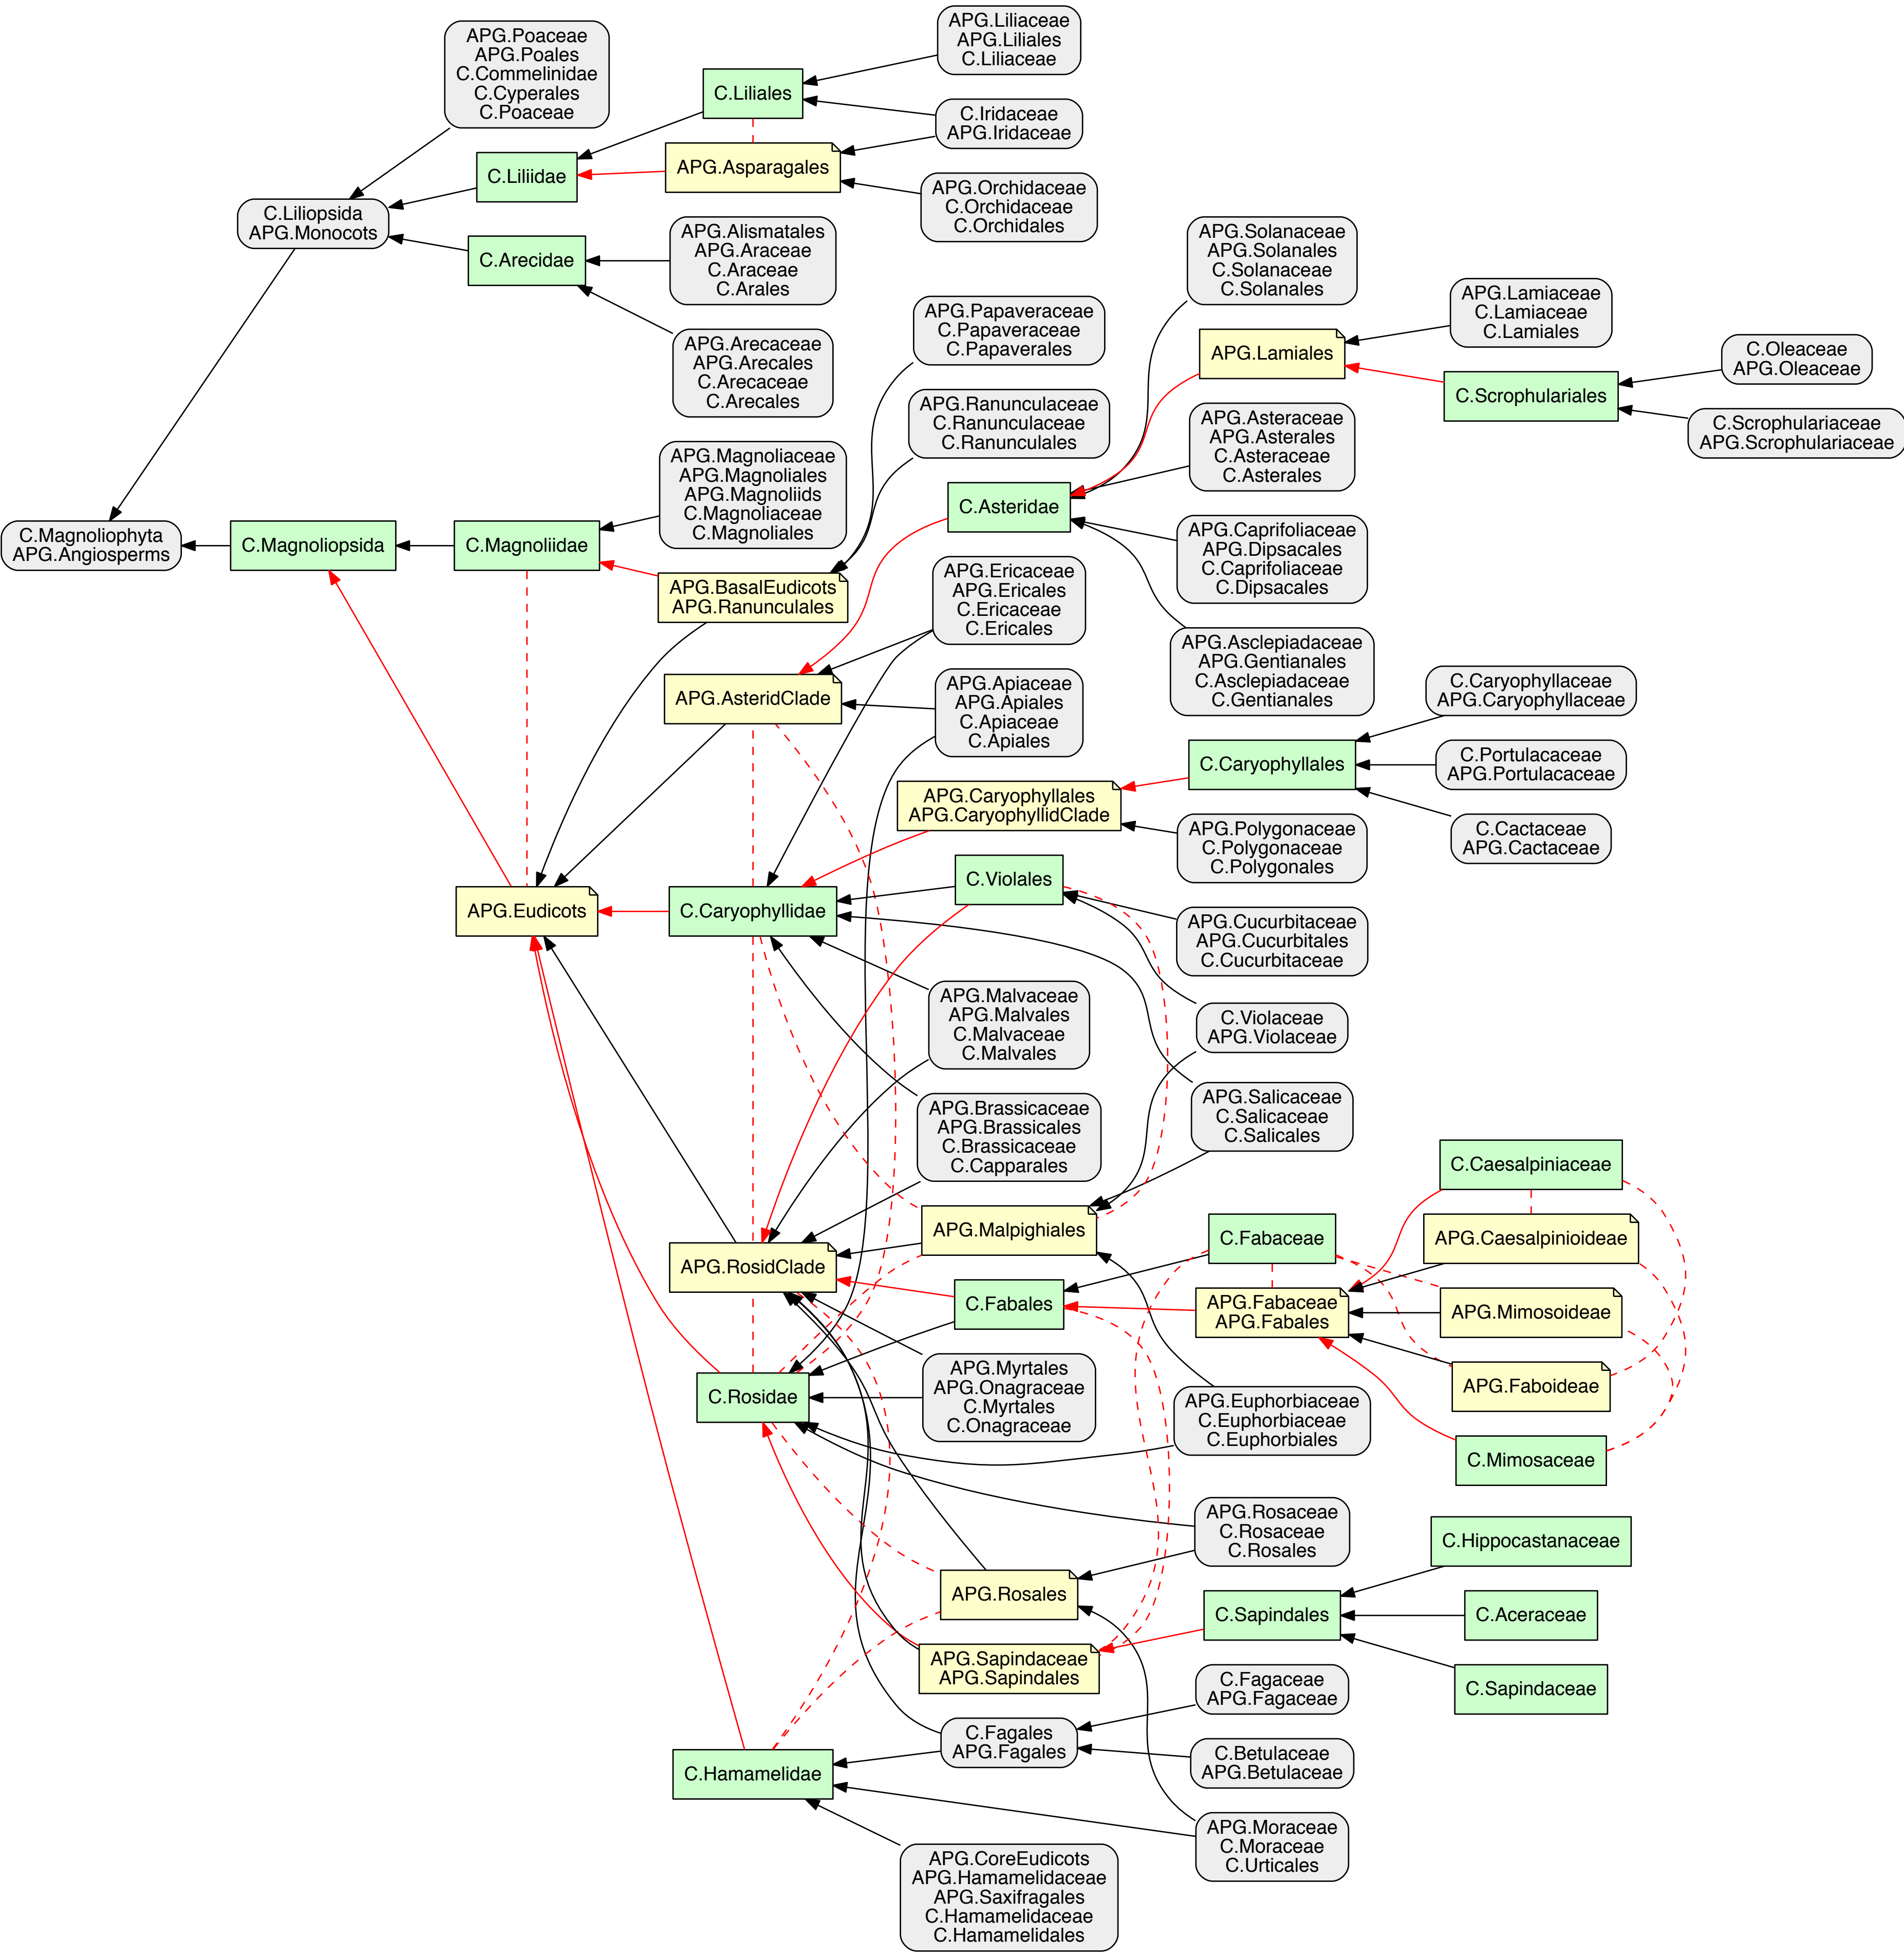 APG.Poaceae
APG.Poales
C.Commelinidae
C.Cyperales
C.Poaceae
C.Liliales
APG.Liliaceae
APG.Liliales
C.Liliaceae
C.Iridaceae
APG.Iridaceae
C.Liliidae
APG.Asparagales
APG.Orchidaceae
C.Orchidaceae
C.Orchidales
C.Liliopsida
APG.Monocots
C.Arecidae
APG.Alismatales
APG.Araceae
C.Araceae
C.Arales
APG.Arecaceae
APG.Arecales
C.Arecaceae
C.Arecales
APG.Papaveraceae
C.Papaveraceae
C.Papaverales
APG.Solanaceae
APG.Solanales
C.Solanaceae
C.Solanales
APG.Lamiaceae
C.Lamiaceae
C.Lamiales
APG.Lamiales
C.Oleaceae
APG.Oleaceae
C.Scrophulariales
C.Scrophulariaceae
APG.Scrophulariaceae
APG.Ranunculaceae
C.Ranunculaceae
C.Ranunculales
APG.Asteraceae
APG.Asterales
C.Asteraceae
C.Asterales
APG.Magnoliaceae
APG.Magnoliales
APG.Magnoliids
C.Magnoliaceae
C.Magnoliales
C.Asteridae
C.Magnoliophyta
APG.Angiosperms
C.Magnoliopsida
C.Magnoliidae
APG.BasalEudicots
APG.Ranunculales
APG.Caprifoliaceae
APG.Dipsacales
C.Caprifoliaceae
C.Dipsacales
APG.Ericaceae
APG.Ericales
C.Ericaceae
C.Ericales
APG.Asclepiadaceae
APG.Gentianales
C.Asclepiadaceae
C.Gentianales
APG.AsteridClade
APG.Apiaceae
APG.Apiales
C.Apiaceae
C.Apiales
C.Caryophyllaceae
APG.Caryophyllaceae
C.Caryophyllales
C.Portulacaceae
APG.Portulacaceae
APG.Caryophyllales
APG.CaryophyllidClade
APG.Polygonaceae
C.Polygonaceae
C.Polygonales
C.Cactaceae
APG.Cactaceae
C.Violales
APG.Eudicots
C.Caryophyllidae
APG.Cucurbitaceae
APG.Cucurbitales
C.Cucurbitaceae
APG.Malvaceae
APG.Malvales
C.Malvaceae
C.Malvales
C.Violaceae
APG.Violaceae
APG.Brassicaceae
APG.Brassicales
C.Brassicaceae
C.Capparales
APG.Salicaceae
C.Salicaceae
C.Salicales
C.Caesalpiniaceae
APG.Malpighiales
C.Fabaceae
APG.Caesalpinioideae
APG.RosidClade
C.Fabales
APG.Fabaceae
APG.Fabales
APG.Mimosoideae
C.Rosidae
APG.Myrtales
APG.Onagraceae
C.Myrtales
C.Onagraceae
APG.Faboideae
APG.Euphorbiaceae
C.Euphorbiaceae
C.Euphorbiales
C.Mimosaceae
APG.Rosaceae
C.Rosaceae
C.Rosales
C.Hippocastanaceae
APG.Rosales
C.Sapindales
C.Aceraceae
APG.Sapindaceae
APG.Sapindales
C.Sapindaceae
C.Fagaceae
APG.Fagaceae
C.Fagales
APG.Fagales
C.Betulaceae
APG.Betulaceae
C.Hamamelidae
APG.Moraceae
C.Moraceae
C.Urticales
APG.CoreEudicots
APG.Hamamelidaceae
APG.Saxifragales
C.Hamamelidaceae
C.Hamamelidales